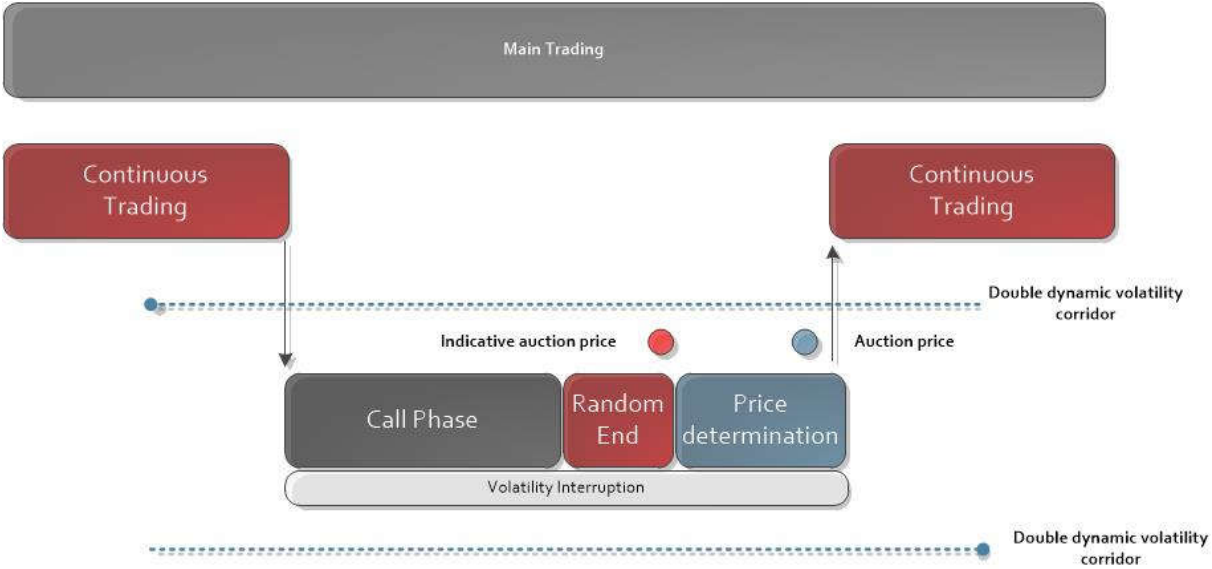 Main Trading
Continuous
Trading
Continuous
Trading
Double dynamic volatility
corridor
Indicative auction price
Auction price
Call Phase
Random
End
Price
determination
Volatility Interruption
Double dynamic volatility
corridor